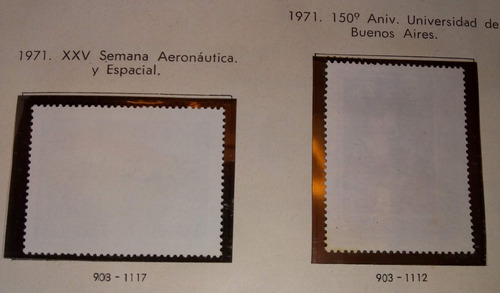 1971. XXV Semana Aeronáutica.
y Espacial.
903 - 1117
1971. 150º Aniv. Universidad de
Buenos Aires.
903 - 1112